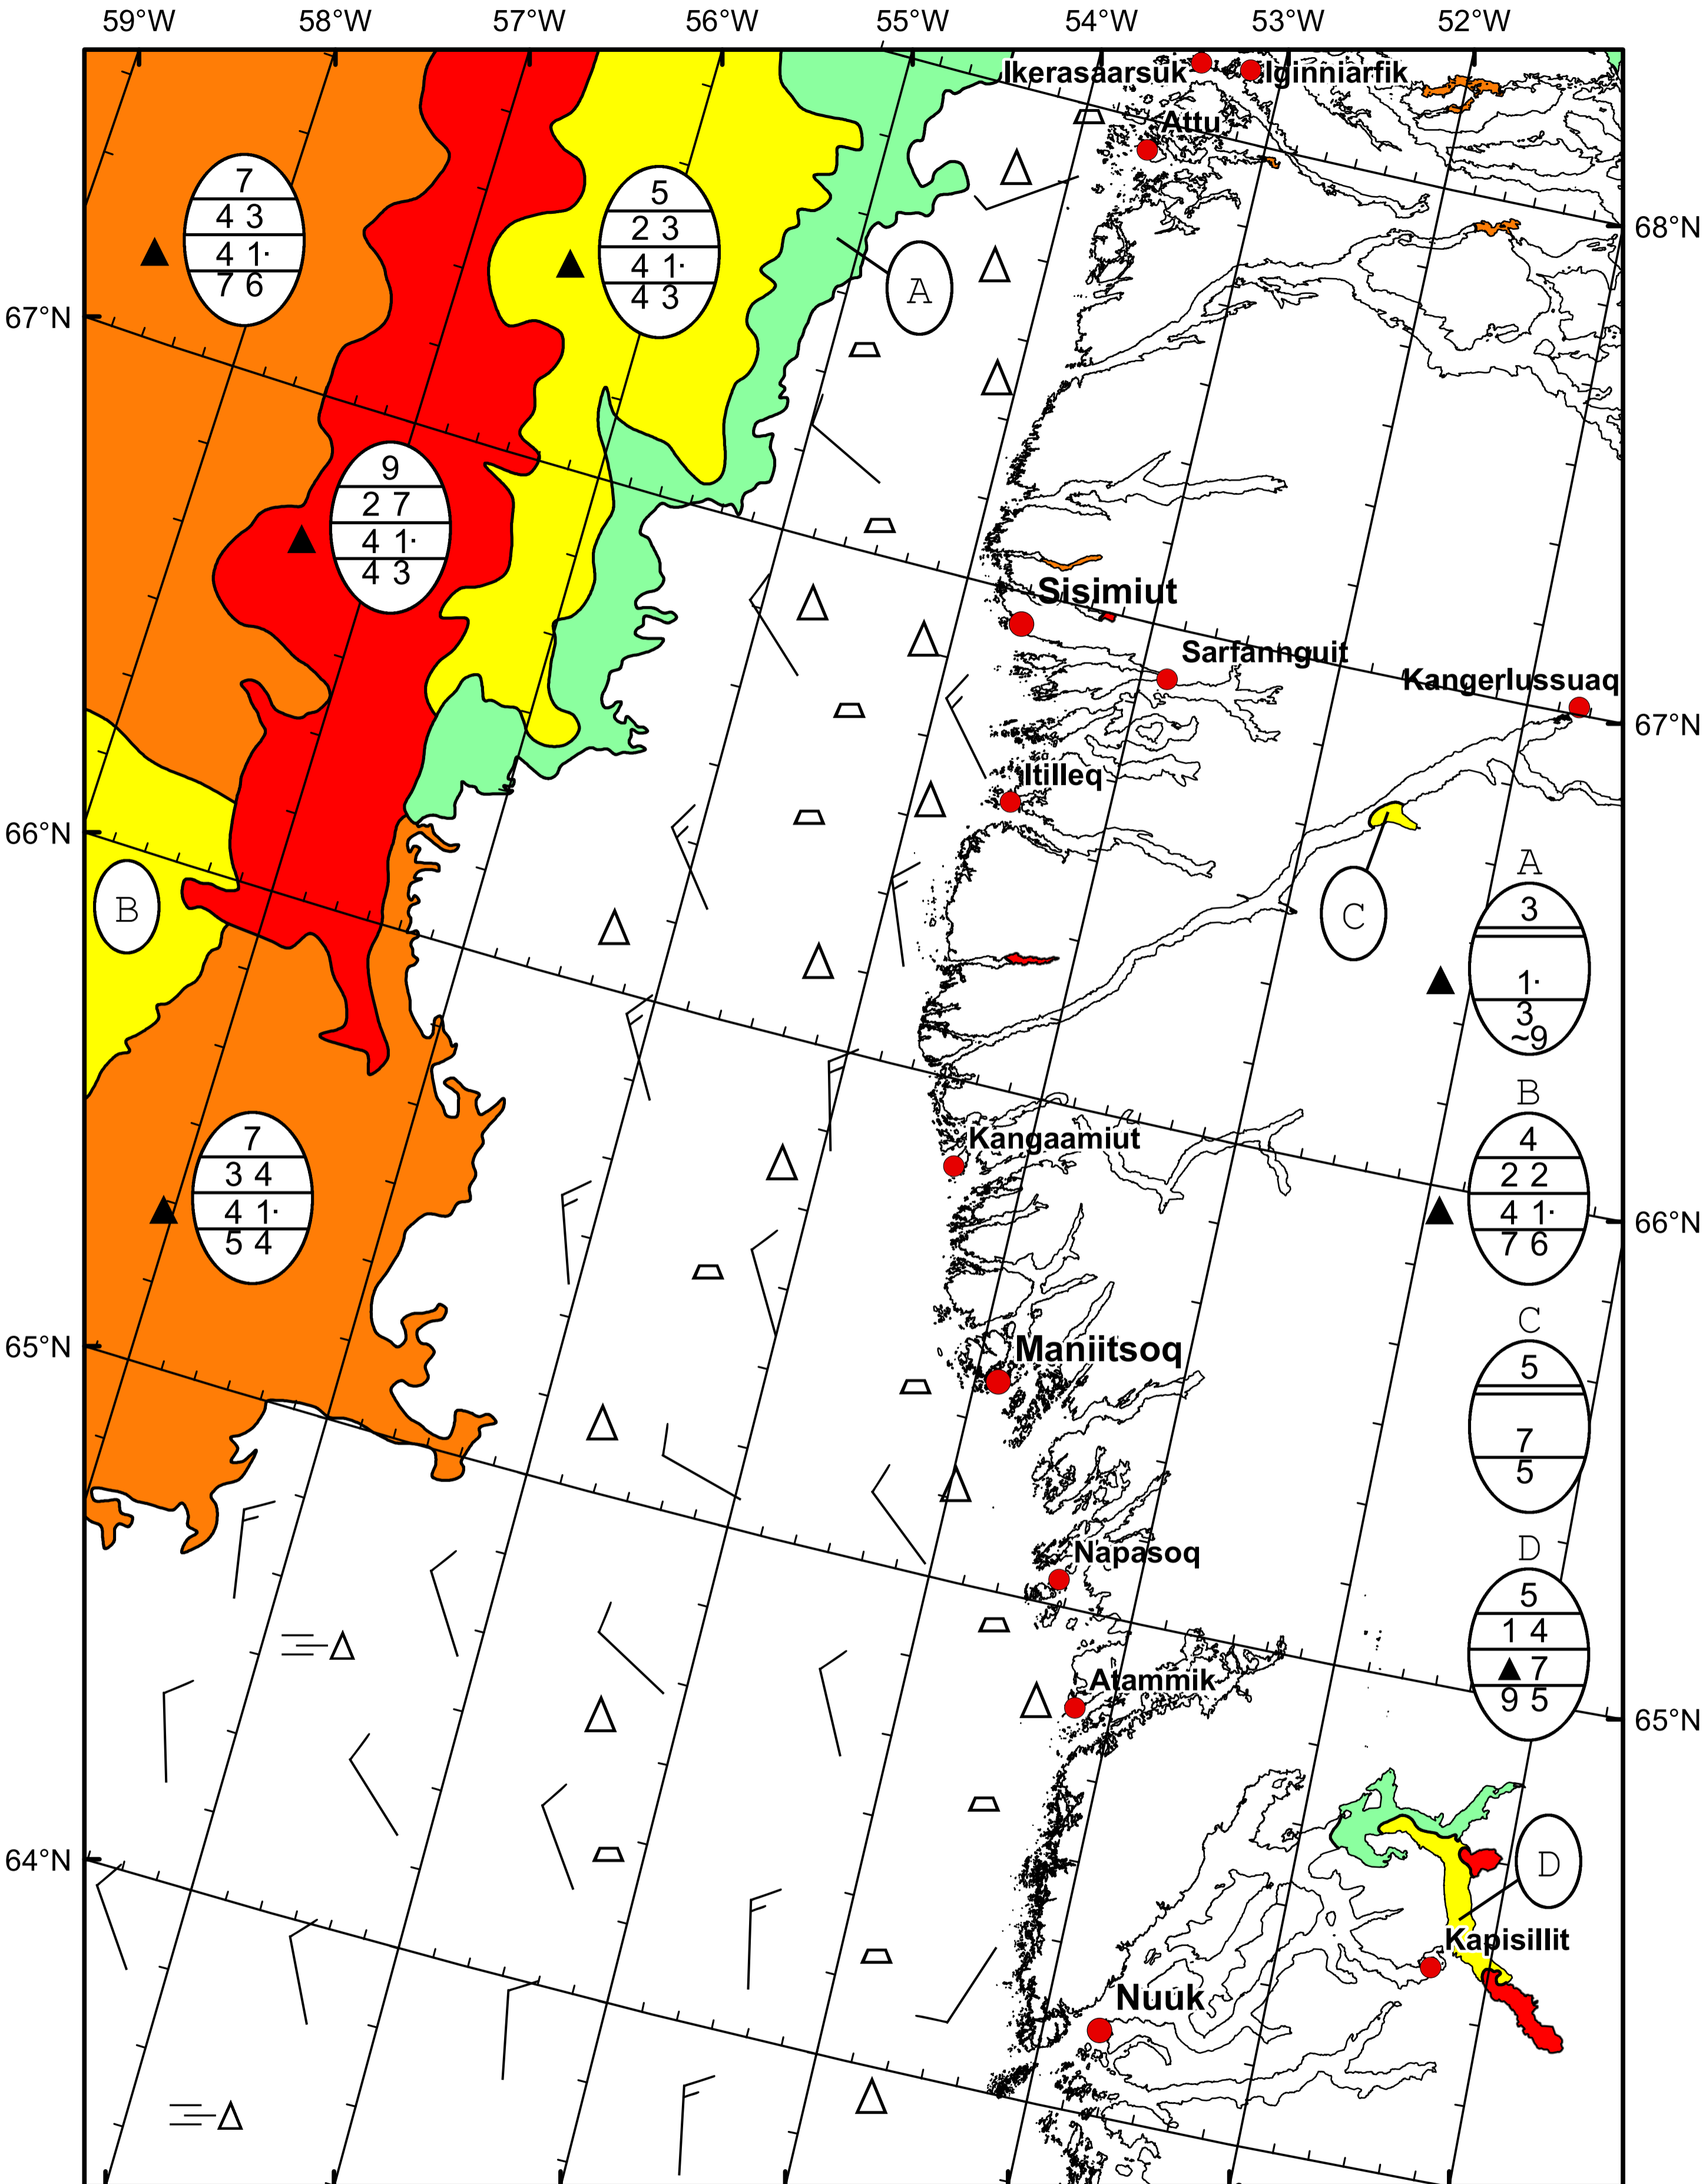 59°W 58°W 57°W 56°W 55°W 54°W 53°W 52°W
Ikerasaarsuk Iginniarfik
Attu
7
4 3
4 1·
7 6
5
2 3
4 1·
4 3
68°N
A
67°N
9
2 7
4 1·
4 3
Sisimiut
Sarfannguit
Kangerlussuaq
67°N
Itilleq
66°N
B
C
A
3
1·
3
~9
Kangaamiut
7
3 4
4 1·
5 4
B
4
2 2
4 1·
7 6
66°N
65°N
Maniitsoq
C
5
7
5
Napasoq
D
5
1 4
▲ 7
9 5
Atammik
65°N
64°N
D
Kapisillit
Nuuk